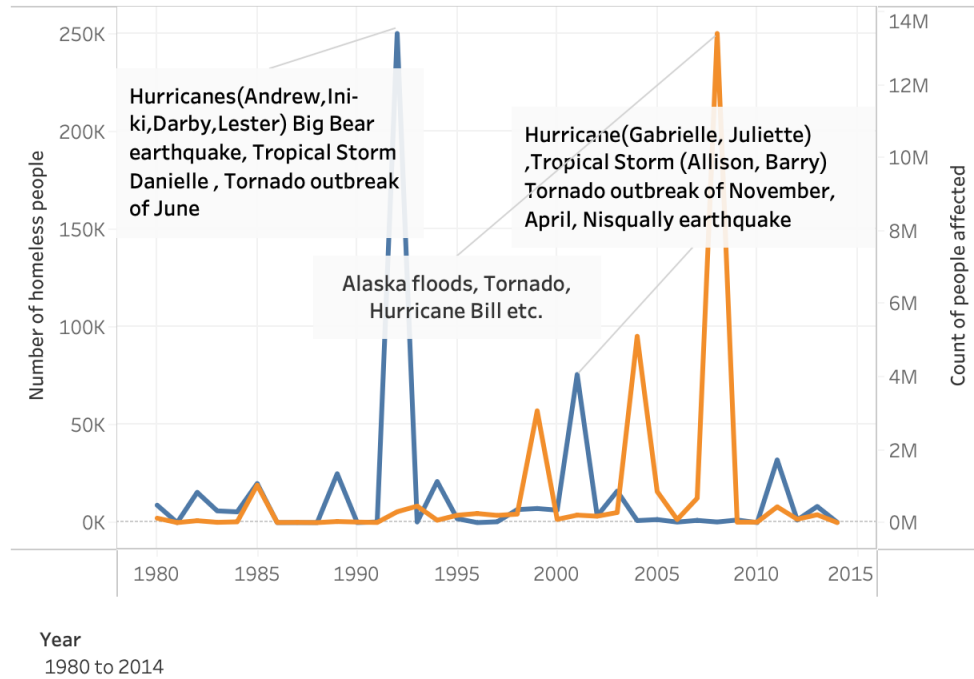 250K
200K
150K
100K
50K
0K
Number of homeless people
14M
12M
10M
8M
6M
4M
2M
0M
Count of people affected
Hurricanes(Andrew,Ini-
ki,Darby,Lester) Big Bear
earthquake, Tropical Storm
Danielle , Tornado outbreak
of June
Hurricane(Gabrielle, Juliette)
,Tropical Storm (Allison, Barry)
Tornado outbreak of November,
April, Nisqually earthquake
Alaska floods, Tornado,
Hurricane Bill etc.
1980 1985 1990 1995 2000 2005 2010 2015
Year
1980 to 2014